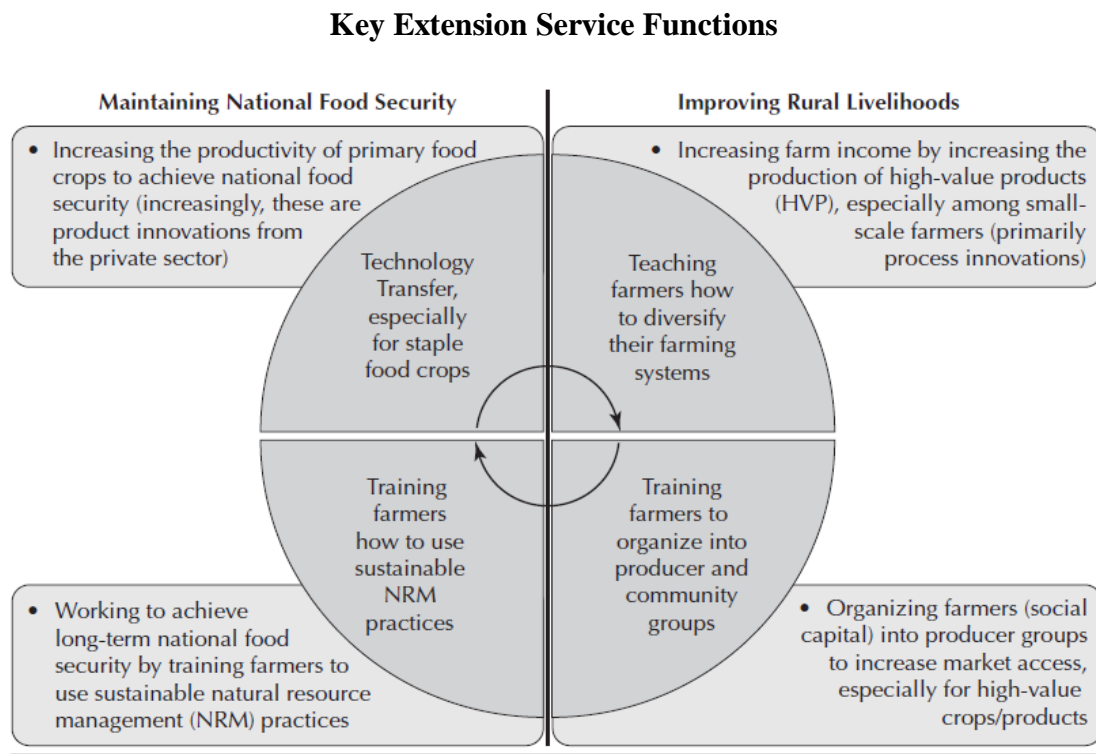 Key Extension Service Functions
Maintaining National Food Security
Improving Rural Livelihoods
• Increasing the productivity of primary food
crops to achieve national food
security (increasingly, these are
product innovations from
the private sector)
• Increasing farm income by increasing the
production of high-value products
(HVP), especially among small-
scale farmers (primarily
process innovations)
Technology
Transfer,
especially
for staple
food crops
Teaching
farmers how
to diversify
their farming
systems
Training
farmers
how to use
sustainable
NRM
practices
Training
farmers to
organize into
producer and
community
groups
• Working to achieve
long-term national food
security by training farmers to
use sustainable natural resource
management (NRM) practices
• Organizing farmers (social
capital) into producer groups
to increase market access,
especially for high-value
crops/products